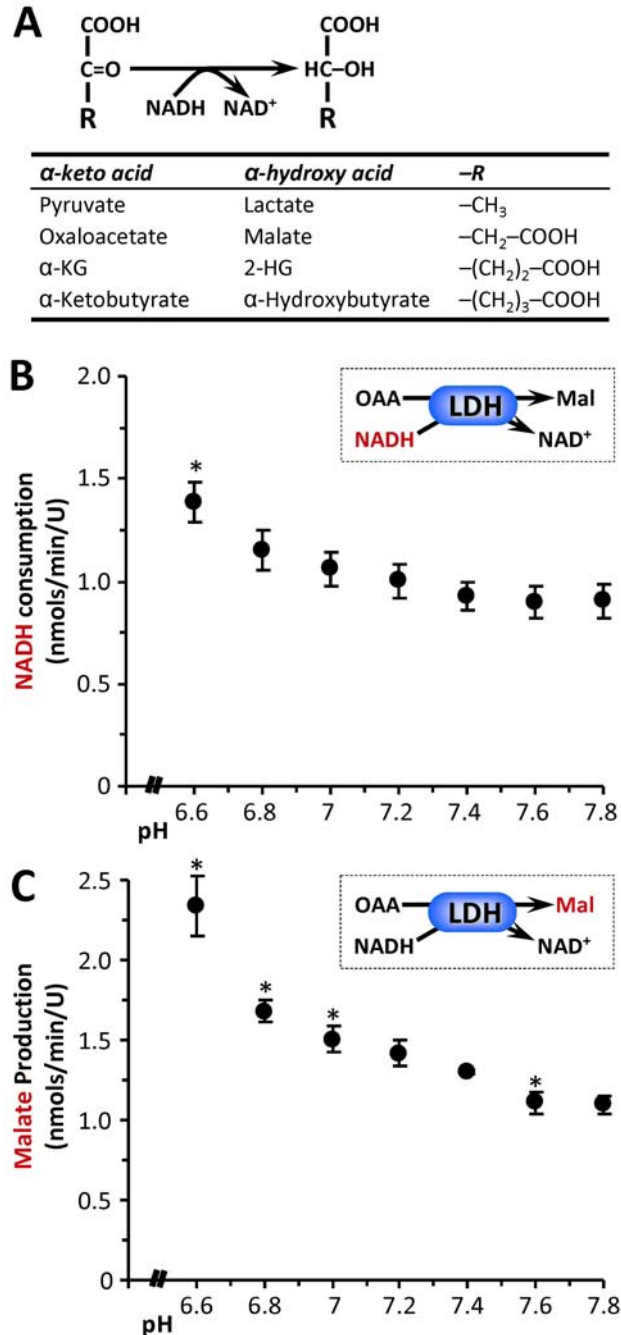 A
COOH
C=O
R
NADH
NAD⁺
COOH
HC–OH
R
α-keto acid α-hydroxy acid –R
Pyruvate Lactate –CH₃
Oxaloacetate Malate –CH₂–COOH
α-KG 2-HG –(CH₂)₂–COOH
α-Ketobutyrate α-Hydroxybutyrate –(CH₂)₃–COOH
B
NADH consumption
(nmols/min/U)
2.0
1.5
1.0
0.5
0
OAA LDH Mal
NADH NAD⁺
*
pH
6.6 6.8 7 7.2 7.4 7.6 7.8
C
Malate Production
(nmols/min/U)
2.5
2.0
1.5
1.0
0.5
0
OAA LDH Mal
NADH NAD⁺
*
* *
*
pH
6.6 6.8 7 7.2 7.4 7.6 7.8